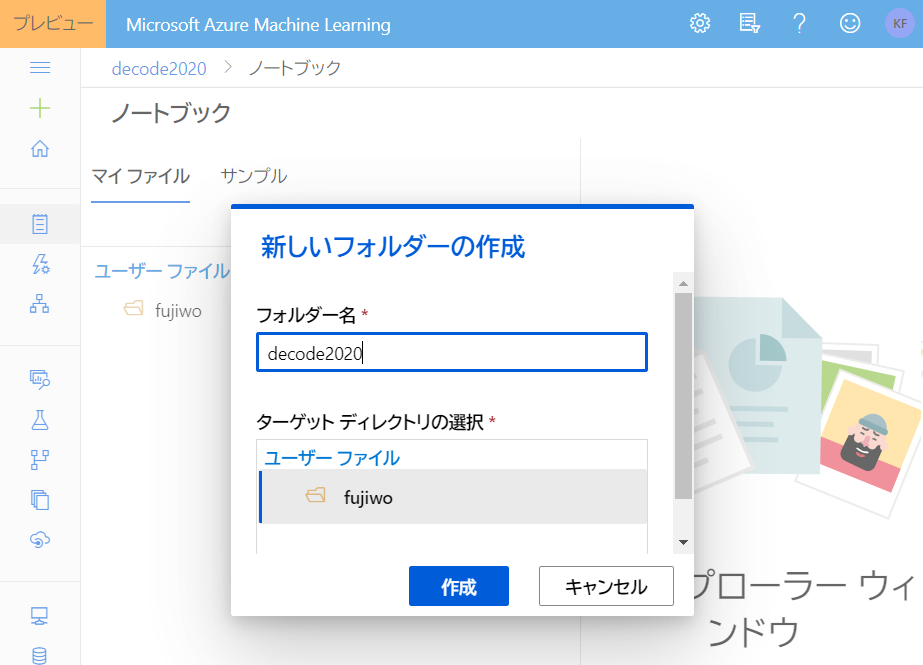 プレビュー
Microsoft Azure Machine Learning
KF
decode2020 > ノートブック
ノートブック
マイ ファイル サンプル
ユーザー ファイル
fujiwo
新しいフォルダーの作成
フォルダー名 *
decode2020
ターゲット ディレクトリの選択 *
ユーザー ファイル
fujiwo
作成 キャンセル
プローラー ウィ
ンドウ